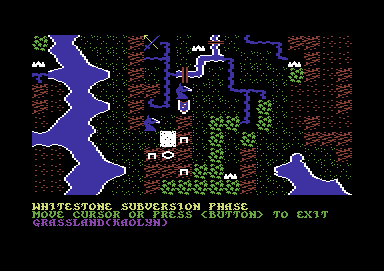 WHITESTONE SUBVERSION PHASE
MOVE CURSOR OR PRESS (BUTTON) TO EXIT
GRASSLAND(KAOLYN)